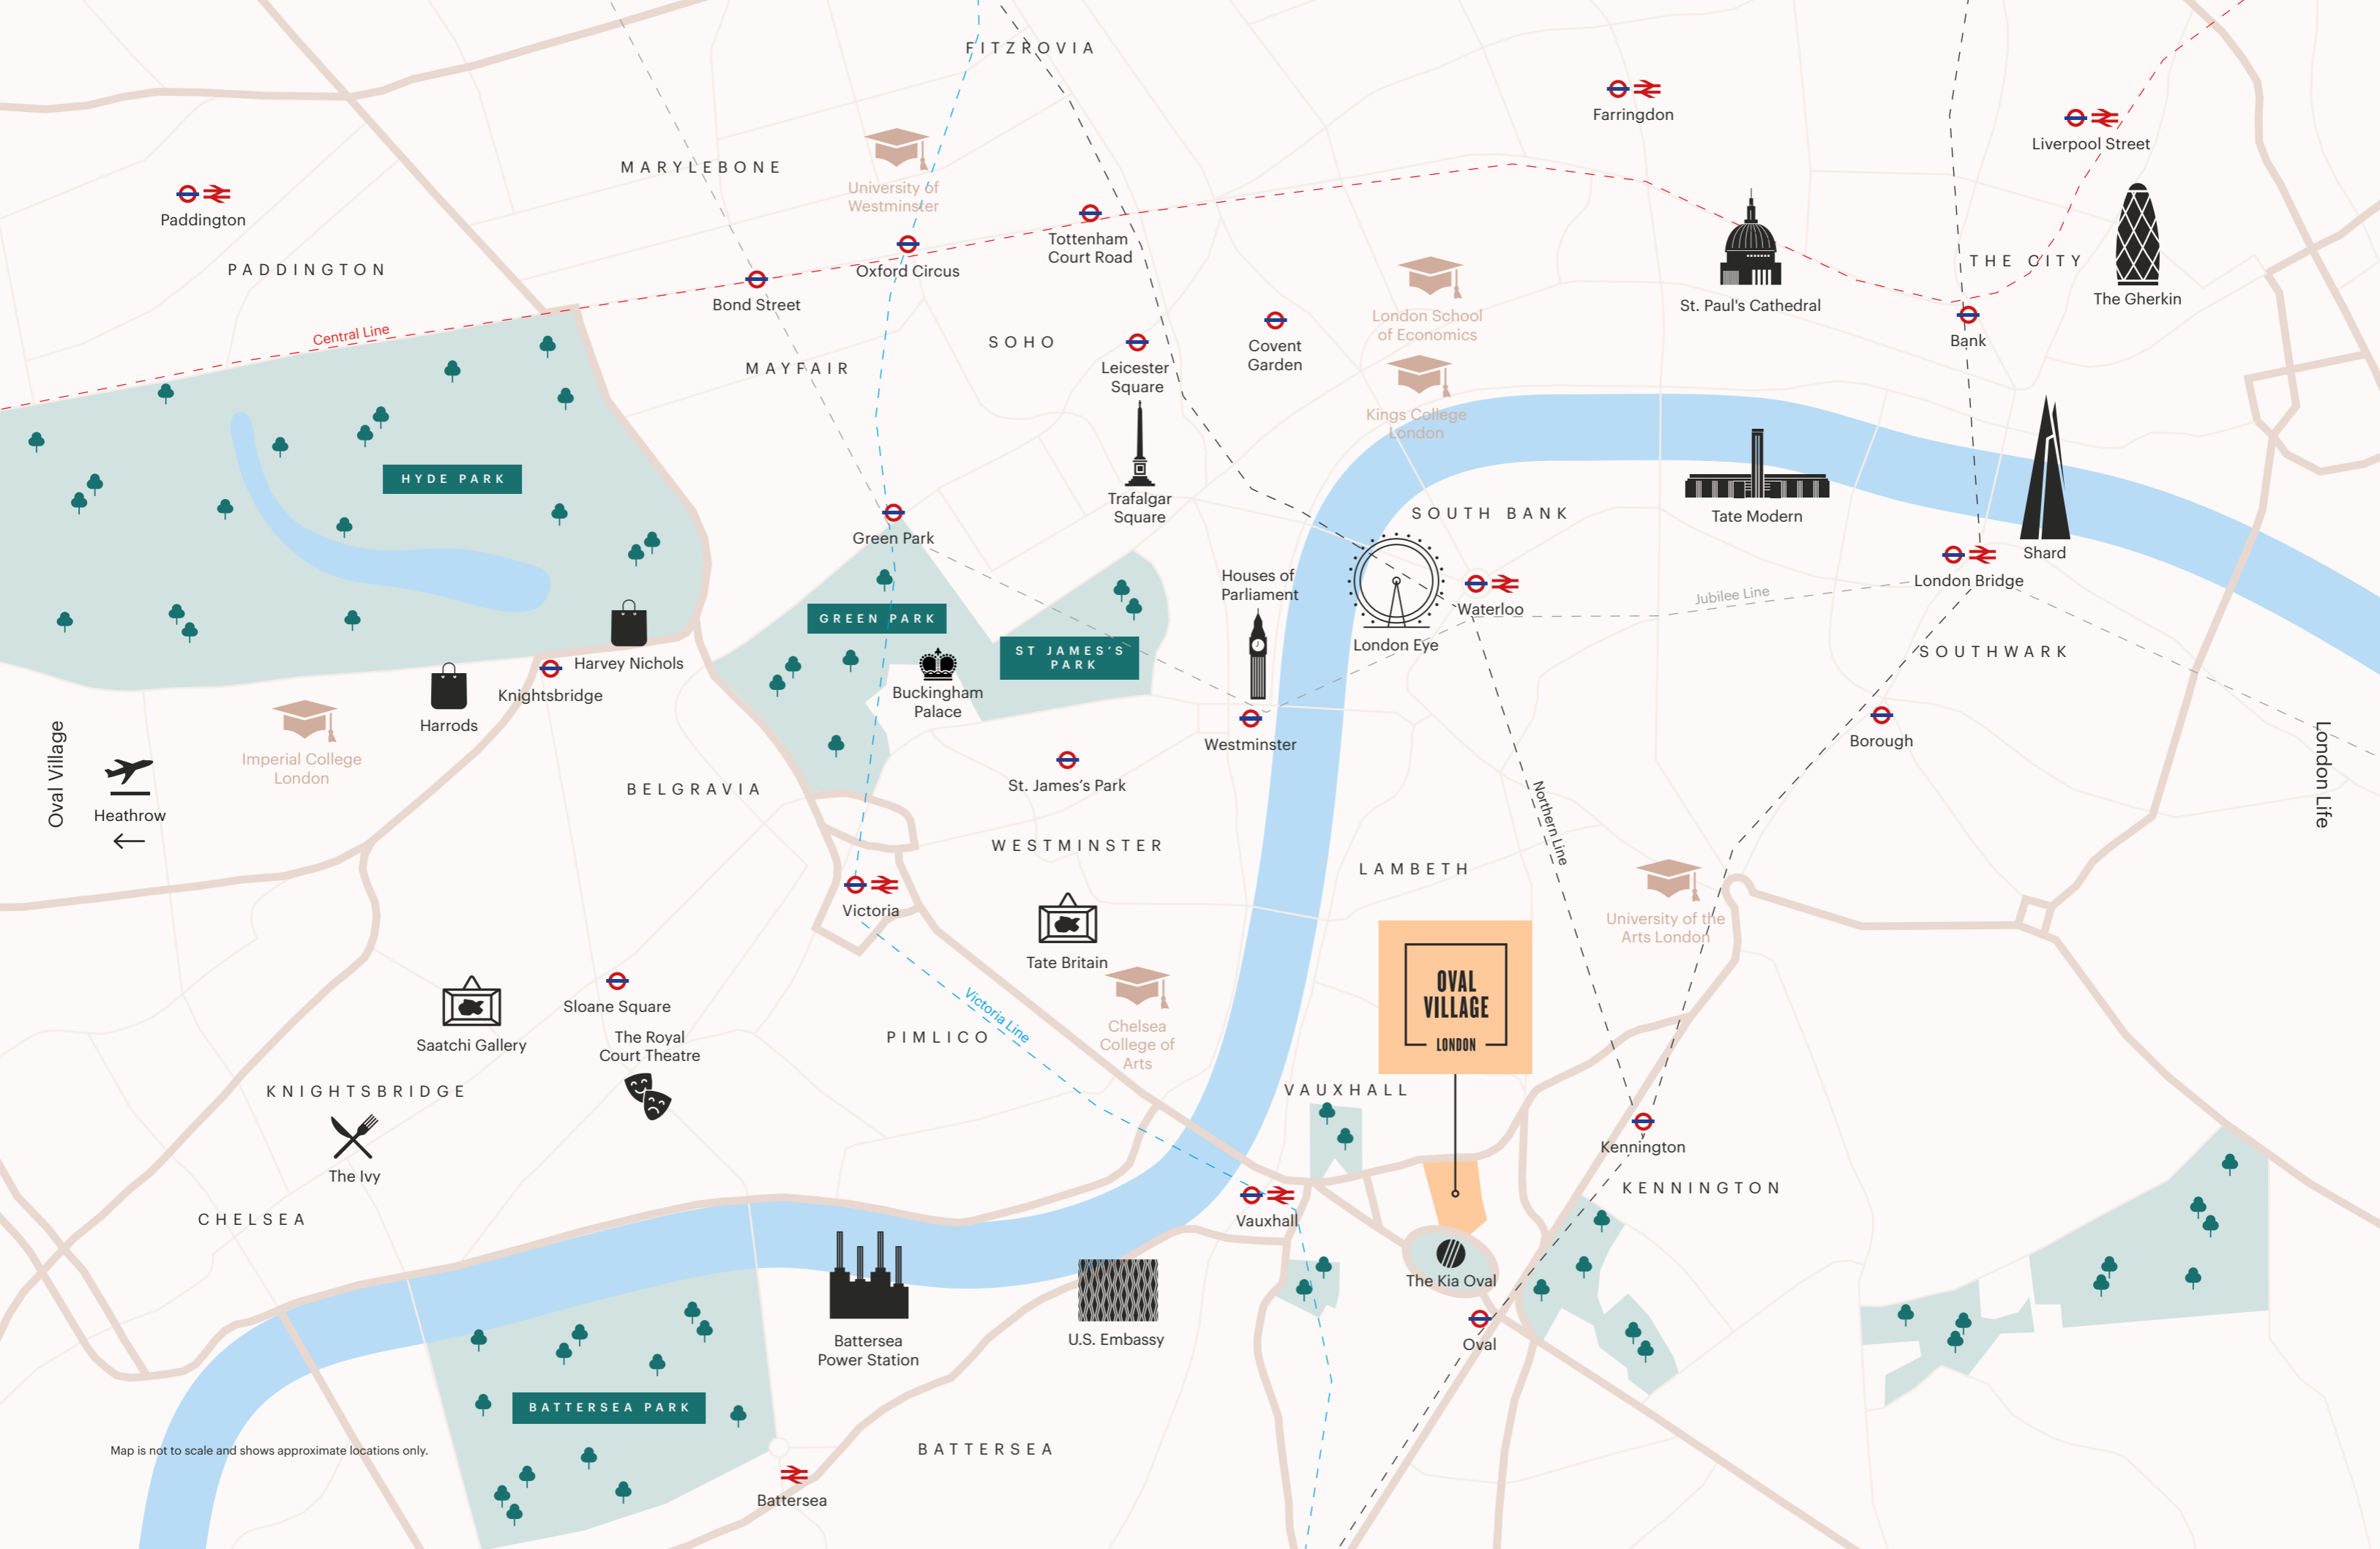 FITZROVIA
Farringdon
Liverpool Street
MARYLEBONE
University of
Westminster
Paddington
PADDINGTON
Tottenham
Court Road
Oxford Circus
Bond Street
THE CITY
The Gherkin
St. Paul's Cathedral
London School
of Economics
Central Line
SOHO
Covent
Garden
Bank
MAYFAIR
Leicester
Square
Kings College
London
HYDE PARK
Trafalgar
Square
SOUTH BANK
Tate Modern
Green Park
Shard
London Bridge
Houses of
Parliament
Jubilee Line
Waterloo
GREEN PARK
London Eye
ST JAMES'S
PARK
SOUTHWARK
Harvey Nichols
Knightsbridge
Buckingham
Palace
Harrods
Westminster
Borough
Oval Village
London Life
Imperial College
London
Heathrow
BELGRAVIA
St. James's Park
Northern Line
WESTMINSTER
LAMBETH
Victoria
University of the
Arts London
Tate Britain
OVAL
VILLAGE
LONDON
Sloane Square
Victoria Line
Chelsea
College of
Arts
Saatchi Gallery
The Royal
Court Theatre
PIMLICO
KNIGHTSBRIDGE
VAUXHALL
Kennington
The Ivy
KENNINGTON
CHELSEA
Vauxhall
The Kia Oval
Battersea
Power Station
U.S. Embassy
Oval
BATTERSEA PARK
Map is not to scale and shows approximate locations only.
BATTERSEA
Battersea